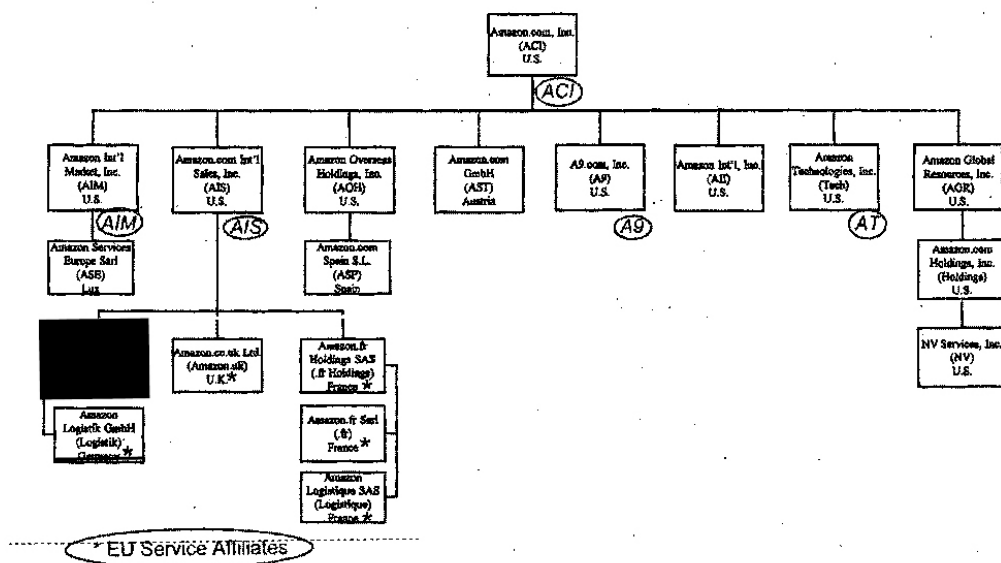 Amazon.com, Inc.
(ACI)
U.S.
ACI
Amazon Int'l
Market, Inc.
(AIM)
U.S.
AIM
Amazon.com Int'l
Sales, Inc.
(AIS)
U.S.
AIS
Amazon Overseas
Holdings, Inc.
(AOH)
U.S.
Amazon.com
GmbH
(AST)
Austria
A9.com, Inc.
(A9)
U.S.
A9
Amazon Int'l, Inc.
(AII)
U.S.
Amazon
Technologies, Inc.
(Tech)
U.S.
AT
Amazon Global
Resources, Inc.
(AGR)
U.S.
Amazon Services
Europe Sarl
(ASE)
Lux
Amazon.com
Spain S.L.
(ASP)
Spain
Amazon.com
Holdings, Inc.
(Holdings)
U.S.
Amazon.co.uk Ltd.
(Amazon.uk)
U.K.*
Amazon.fr
Holdings SAS
(.fr Holdings)
France *
NV Services, Inc.
(NV)
U.S.
Amazon
Logistik GmbH
(Logistik)
Germany *
Amazon.fr Sarl
(.fr)
France *
Amazon
Logistique SAS
(Logistique)
France *
* EU Service Affiliates